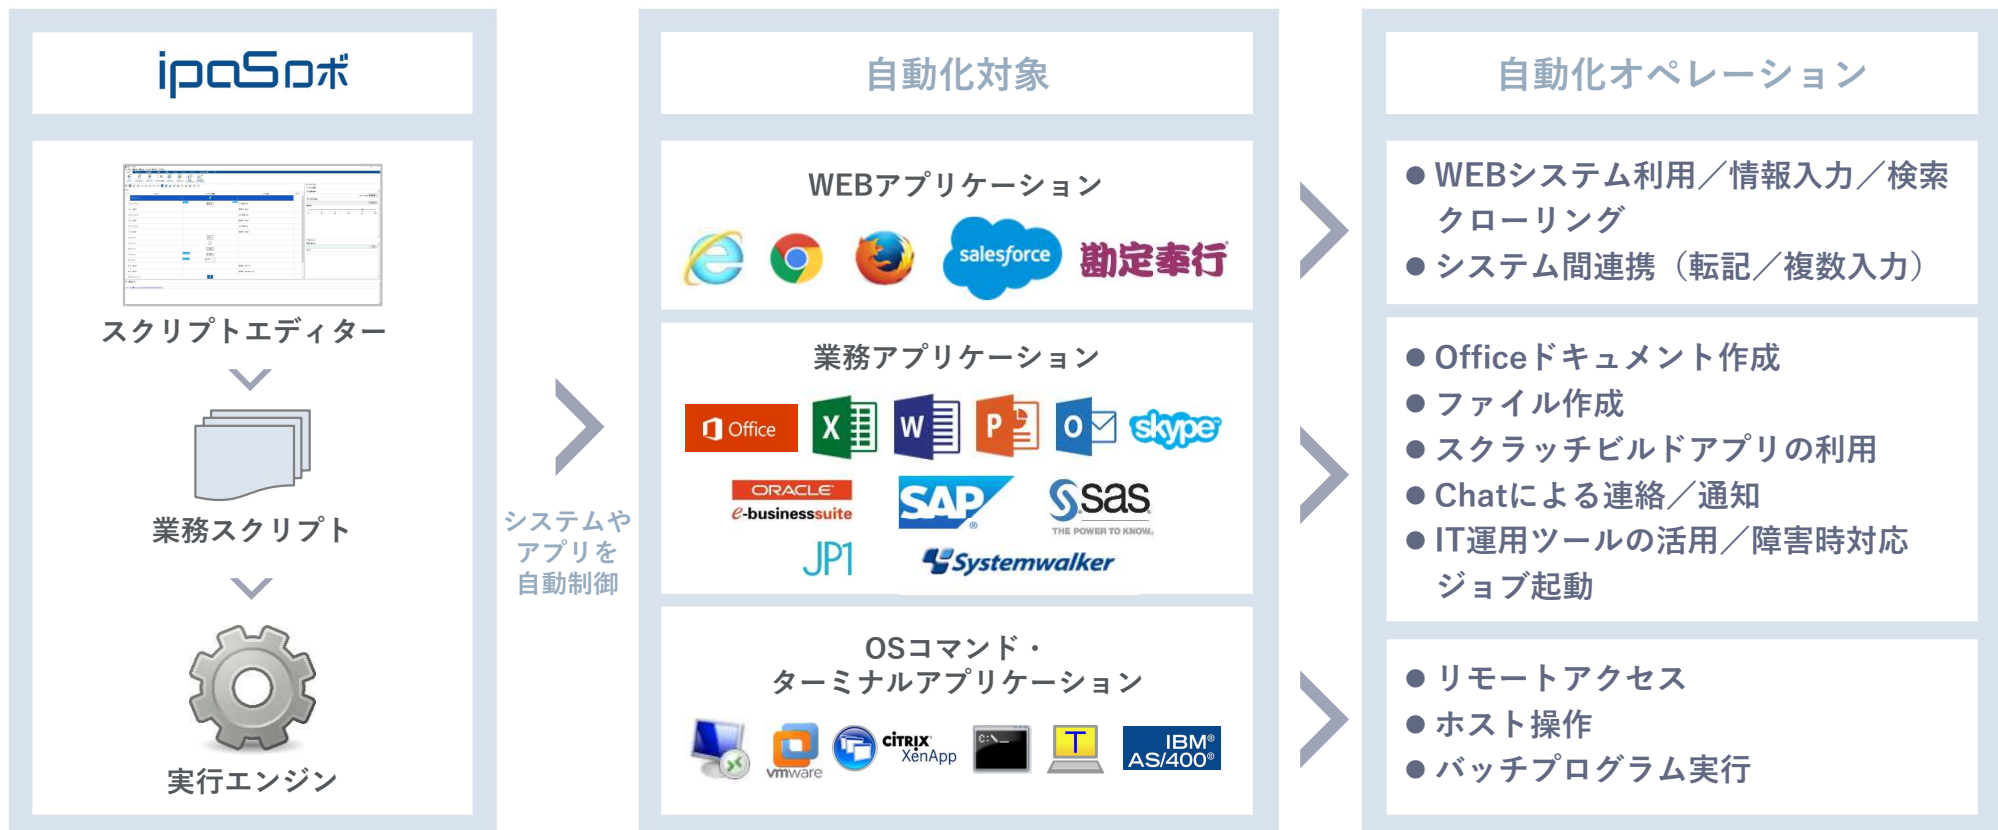 ipaSロボ
スクリプトエディター
業務スクリプト
実行エンジン
システムや
アプリを
自動制御
自動化対象
WEBアプリケーション
salesforce
勘定奉行
業務アプリケーション
Office
X
W
P
O
skype
ORACLE
e-businesssuite
SAP
®
sas
THE POWER TO KNOW
JP1
Systemwalker
OSコマンド・
ターミナルアプリケーション
vmware
CITRIX
XenApp
C:\_
T
IBM®
AS/400®
自動化オペレーション
● WEBシステム利用／情報入力／検索
クローリング
● システム間連携（転記／複数入力）
● Officeドキュメント作成
● ファイル作成
● スクラッチビルドアプリの利用
● Chatによる連絡／通知
● IT運用ツールの活用／障害時対応
ジョブ起動
● リモートアクセス
● ホスト操作
● バッチプログラム実行